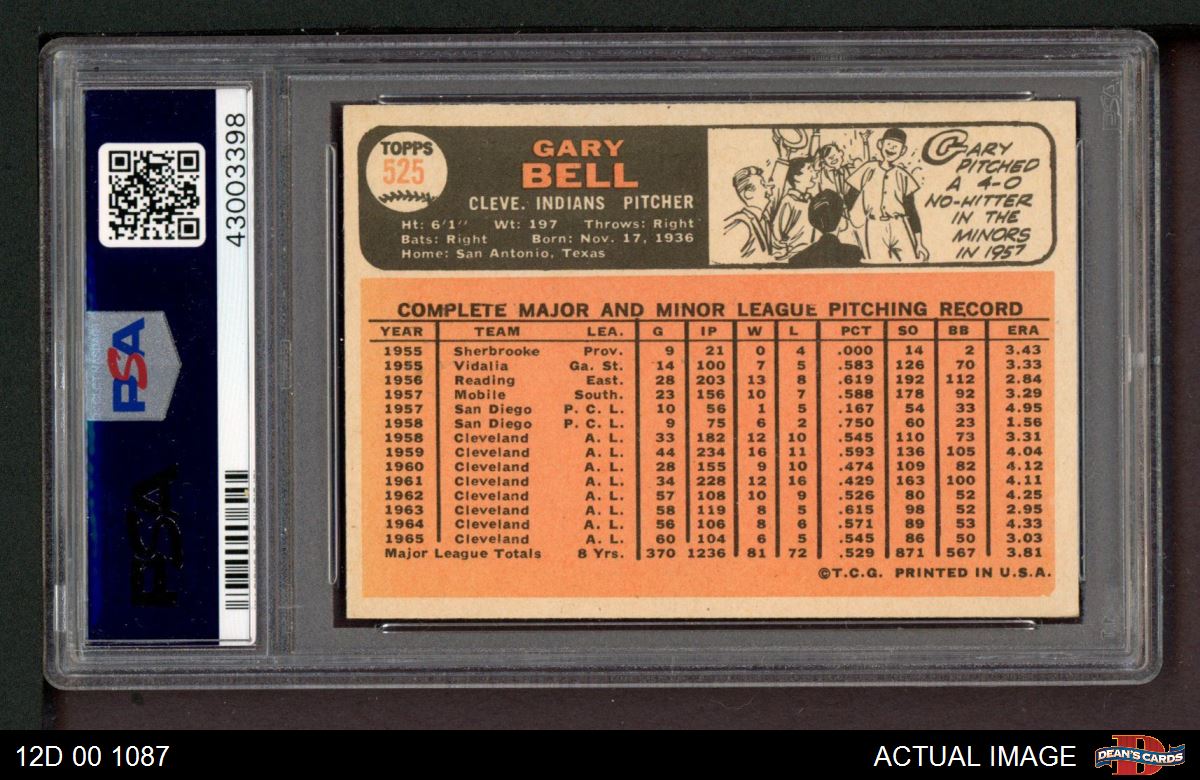 43003398
PSA
PSA
TOPPS
525
GARY
BELL
CLEVE. INDIANS PITCHER
Ht: 6'1" Wt: 197 Throws: Right
Bats: Right Born: Nov. 17, 1936
Home: San Antonio, Texas
GARY
PITCHED
A 4-0
NO-HITTER
IN THE
MINORS
IN 1957
COMPLETE MAJOR AND MINOR LEAGUE PITCHING RECORD
YEAR TEAM LEA. G IP W L PCT SO BB ERA
1955 Sherbrooke Prov. 9 21 0 4 .000 14 2 3.43
1955 Vidalia Ga. St. 14 100 7 5 .583 126 70 3.33
1956 Reading East. 28 203 13 8 .619 192 112 2.84
1957 Mobile South. 23 156 10 7 .588 178 92 3.29
1957 San Diego P. C. L. 10 56 1 5 .167 54 33 4.95
1958 San Diego P. C. L. 9 75 6 2 .750 60 23 1.56
1958 Cleveland A. L. 33 182 12 10 .545 110 73 3.31
1959 Cleveland A. L. 44 234 16 11 .593 136 105 4.04
1960 Cleveland A. L. 28 155 9 10 .474 109 82 4.12
1961 Cleveland A. L. 34 228 12 16 .429 163 100 4.11
1962 Cleveland A. L. 57 108 10 9 .526 80 52 4.25
1963 Cleveland A. L. 58 119 8 5 .615 98 52 2.95
1964 Cleveland A. L. 56 106 8 6 .571 89 53 4.33
1965 Cleveland A. L. 60 104 6 5 .545 86 50 3.03
Major League Totals 8 Yrs. 370 1236 81 72 .529 871 567 3.81
©T.C.G. PRINTED IN U.S.A.
12D 00 1087
ACTUAL IMAGE
DEAN'S CARDS